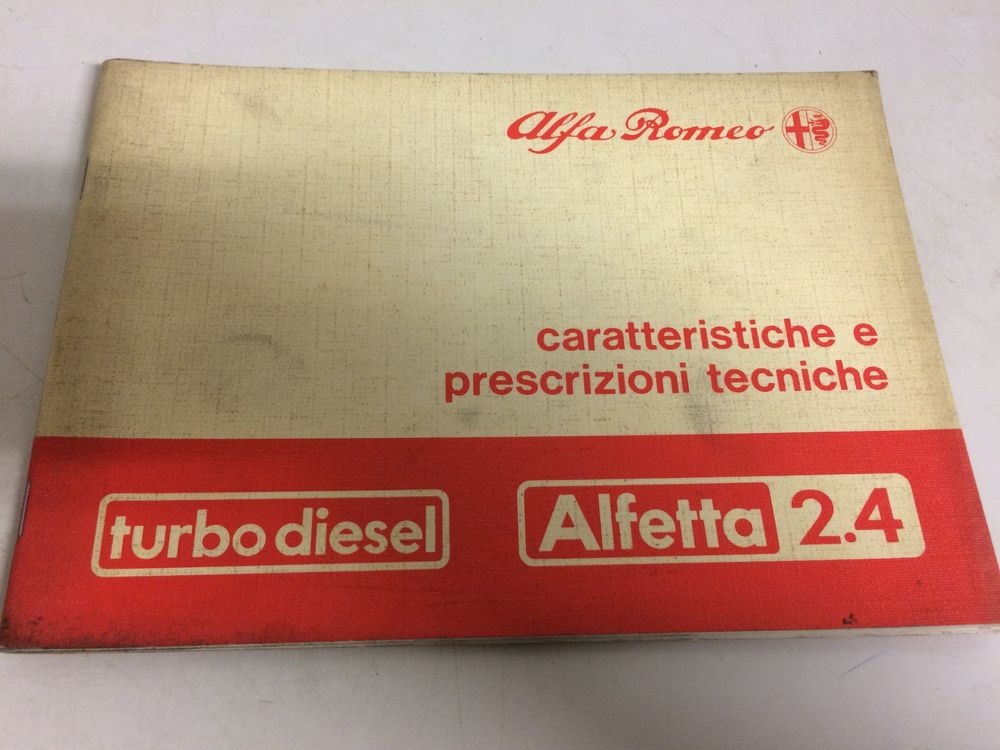 Alfa Romeo
caratteristiche e
prescrizioni tecniche
turbo diesel
Alfetta 2.4